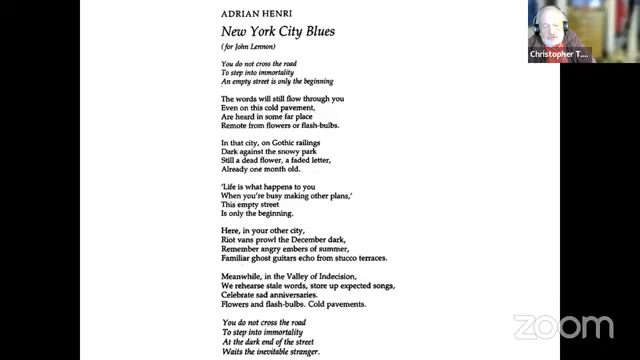 ADRIAN HENRI
New York City Blues
(for John Lennon)
You do not cross the road
To step into immortality
An empty street is only the beginning
The words will still flow through you
Even on this cold pavement,
Are heard in some far place
Remote from flowers or flash-bulbs.
In that city, on Gothic railings
Dark against the snowy park
Still a dead flower, a faded letter,
Already one month old.
'Life is what happens to you
When you're busy making other plans,'
This empty street
Is only the beginning.
Here, in your other city,
Riot vans prowl the December dark,
Remember angry embers of summer,
Familiar ghost guitars echo from stucco terraces.
Meanwhile, in the Valley of Indecision,
We rehearse stale words, store up expected songs,
Celebrate sad anniversaries.
Flowers and flash-bulbs. Cold pavements.
You do not cross the road
To step into immortality
At the dark end of the street
Waits the inevitable stranger.
Christopher T....
zoom